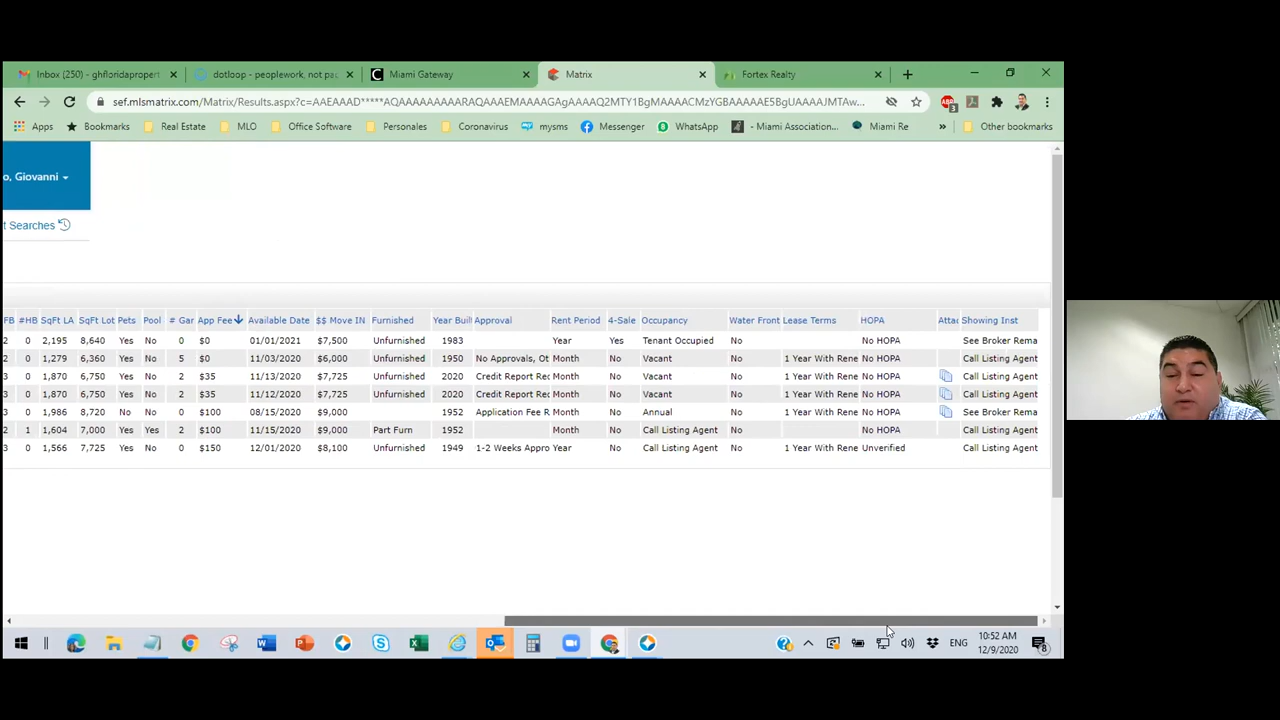 Inbox (250) - ghfloridapropert
dotloop - peoplework, not pa
Miami Gateway
Matrix
Fortex Realty
sef.mlsmatrix.com/Matrix/Results.aspx?c=AAEAAAD*****AQAAAAAAAAARAQAAAEMAAAAGAgAAAAQ2MTY1BgMAAAACMzYGBAAAAAE5BgUAAAAJMTAw...
Apps Bookmarks Real Estate MLO Office Software Personales Coronavirus mysms Messenger WhatsApp - Miami Association... Miami Re » Other bookmarks
o, Giovanni
t Searches
FB #HB SqFt LA SqFt Lot Pets Pool # Gar App Fee Available Date $$ Move IN Furnished Year Buil Approval Rent Period 4-Sale Occupancy Water Front Lease Terms HOPA Attac Showing Inst
2 0 2,195 8,640 Yes No 0 $0 01/01/2021 $7,500 Unfurnished 1983 Year Yes Tenant Occupied No No HOPA See Broker Rema
2 0 1,279 6,360 Yes No 5 $0 11/03/2020 $6,000 Unfurnished 1950 No Approvals, Ot Month No Vacant No 1 Year With Rene No HOPA Call Listing Agent
3 0 1,870 6,750 Yes No 2 $35 11/13/2020 $7,725 Unfurnished 2020 Credit Report Rec Month No Vacant No 1 Year With Rene No HOPA Call Listing Agent
3 0 1,870 6,750 Yes No 2 $35 11/12/2020 $7,725 Unfurnished 2020 Credit Report Rec Month No Vacant No 1 Year With Rene No HOPA Call Listing Agent
3 0 1,986 8,720 No No 0 $100 08/15/2020 $9,000 1952 Application Fee R Month No Annual No 1 Year With Rene No HOPA See Broker Rema
2 1 1,604 7,000 Yes Yes 2 $100 11/15/2020 $9,000 Part Furn 1952 Month No Call Listing Agent No No HOPA Call Listing Agent
3 0 1,566 7,725 Yes No 0 $150 12/01/2020 $8,100 Unfurnished 1949 1-2 Weeks Appro Year No Call Listing Agent No 1 Year With Rene Unverified Call Listing Agent
ENG
10:52 AM
12/9/2020
8